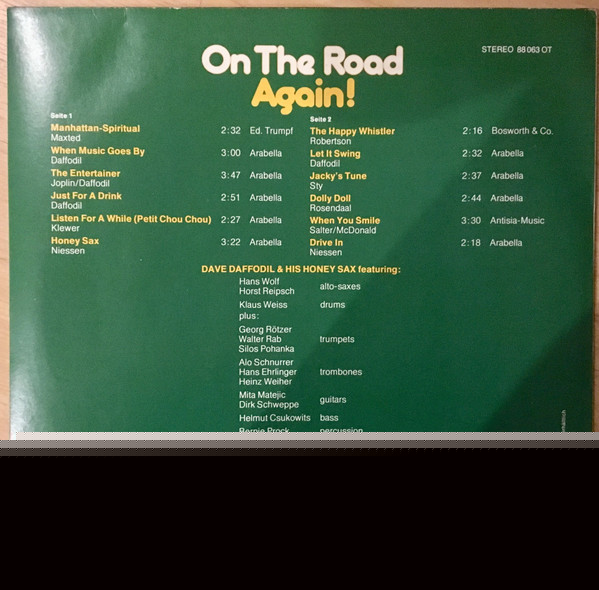 On The Road
Again!
STEREO 88 063 OT
Seite 1
Manhattan-Spiritual 2:32 Ed. Trumpf
Maxted
When Music Goes By 3:00 Arabella
Daffodil
The Entertainer 3:47 Arabella
Joplin/Daffodil
Just For A Drink 2:51 Arabella
Daffodil
Listen For A While (Petit Chou Chou) 2:27 Arabella
Klewer
Honey Sax 3:22 Arabella
Niessen
Seite 2
The Happy Whistler 2:16 Bosworth & Co.
Robertson
Let It Swing 2:32 Arabella
Daffodil
Jacky's Tune 2:37 Arabella
Sty
Dolly Doll 2:44 Arabella
Rosendaal
When You Smile 3:30 Antisia-Music
Salter/McDonald
Drive In 2:18 Arabella
Niessen
DAVE DAFFODIL & HIS HONEY SAX featuring:
Hans Wolf
Horst Reipsch alto-saxes
Klaus Weiss drums
plus:
Georg Rötzer
Walter Rab trumpets
Silos Pohanka
Alo Schnurrer
Hans Ehrlinger trombones
Heinz Weiher
Mita Matejic
Dirk Schweppe guitars
Helmut Csukowits bass
Bernie Prock percussion